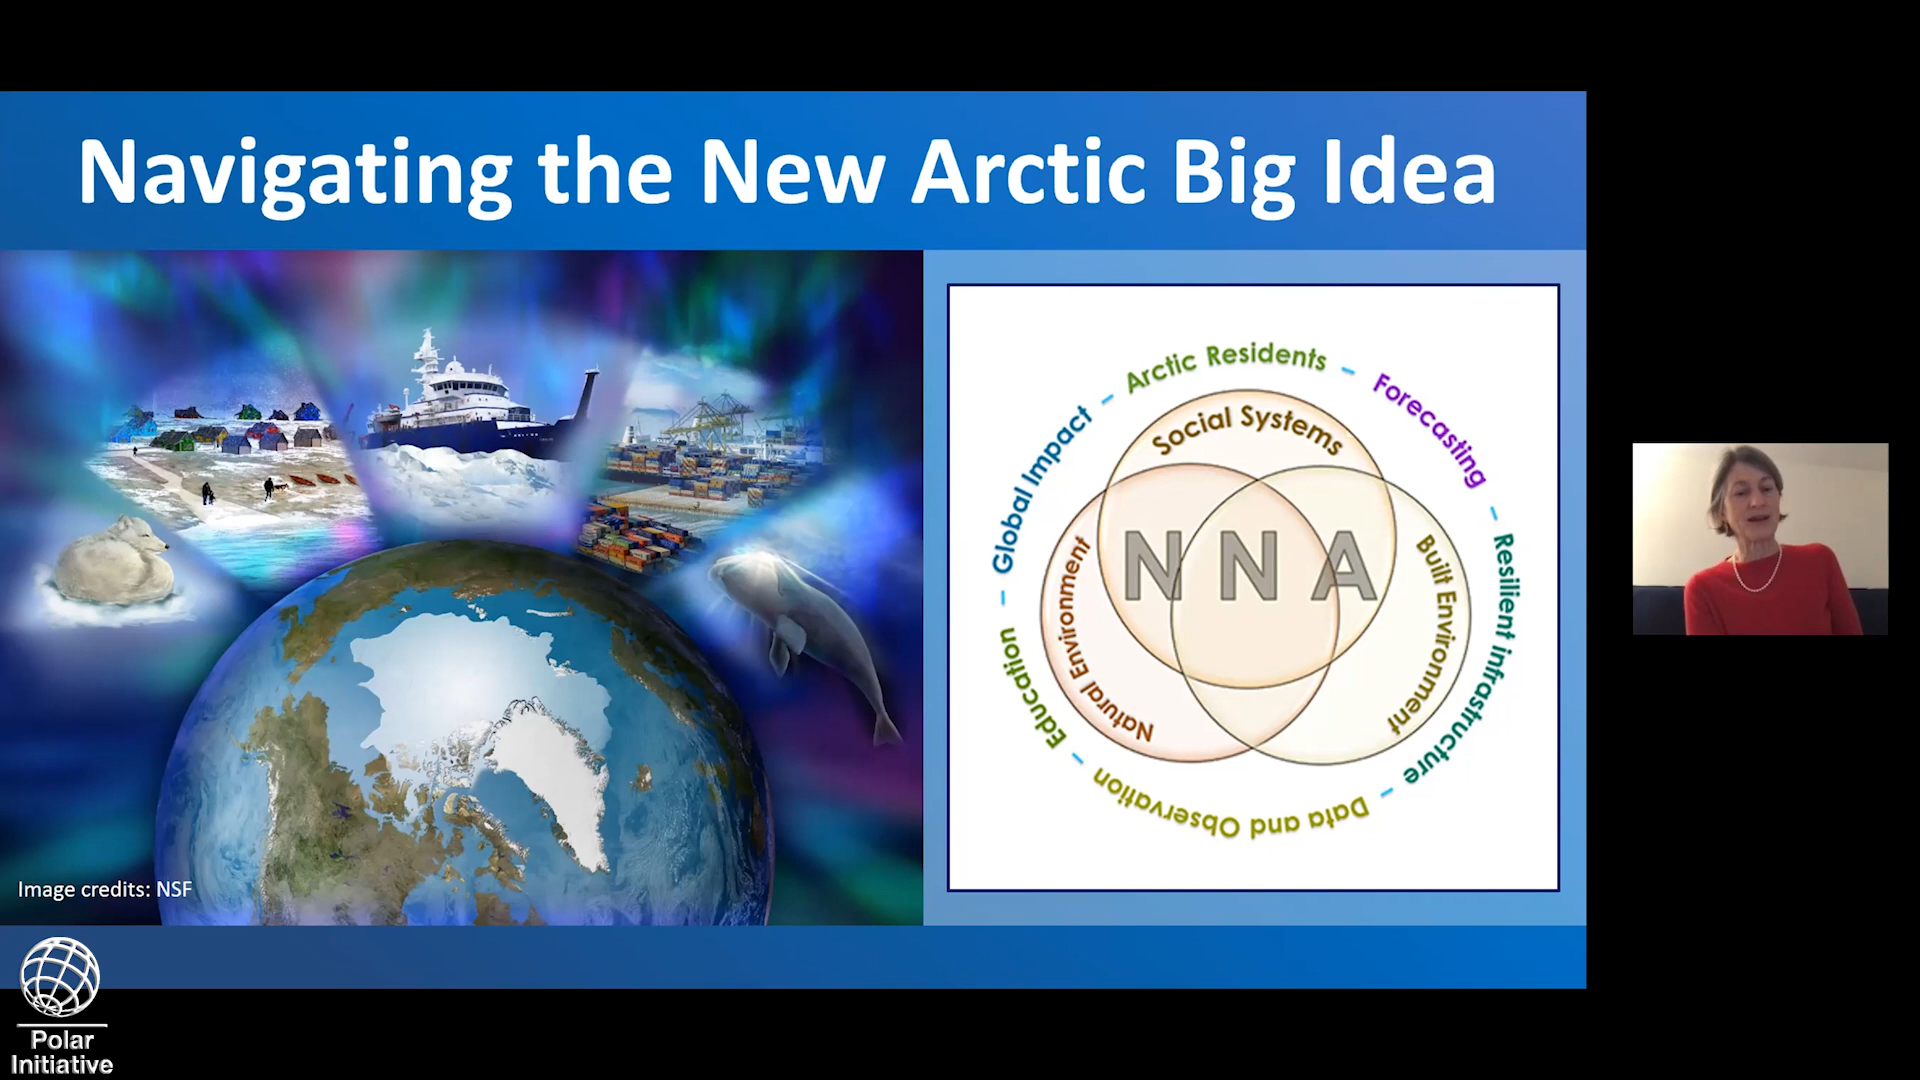 Navigating the New Arctic Big Idea
Arctic Residents – Forecasting – Resilient infrastructure – Data and Observation – Education – Global Impact –
Social Systems
Natural Environment
Built Environment
NNA
Image credits: NSF
Polar
Initiative